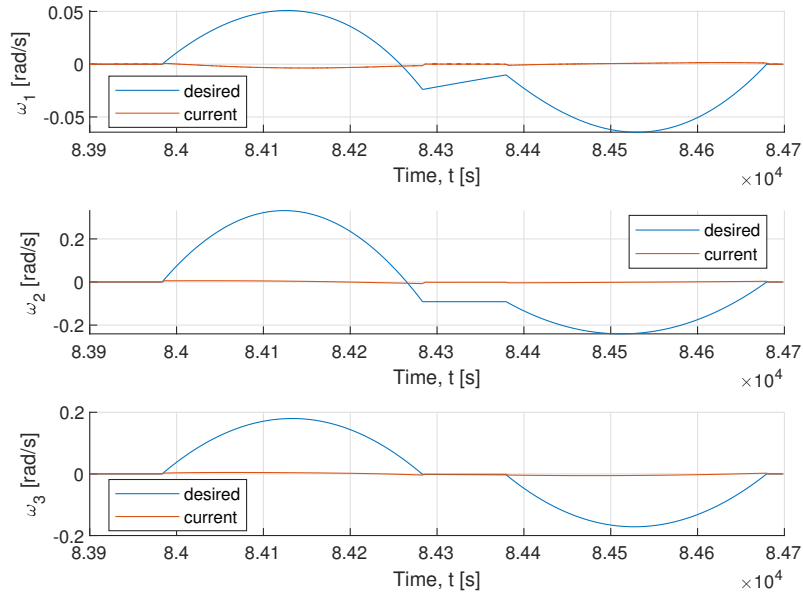 0.05
0
-0.05
ω1 [rad/s]
desired
current
8.39 8.4 8.41 8.42 8.43 8.44 8.45 8.46 8.47
Time, t [s]
×10^4
0.2
0
-0.2
ω2 [rad/s]
desired
current
8.39 8.4 8.41 8.42 8.43 8.44 8.45 8.46 8.47
Time, t [s]
×10^4
0.2
0
-0.2
ω3 [rad/s]
desired
current
8.39 8.4 8.41 8.42 8.43 8.44 8.45 8.46 8.47
Time, t [s]
×10^4